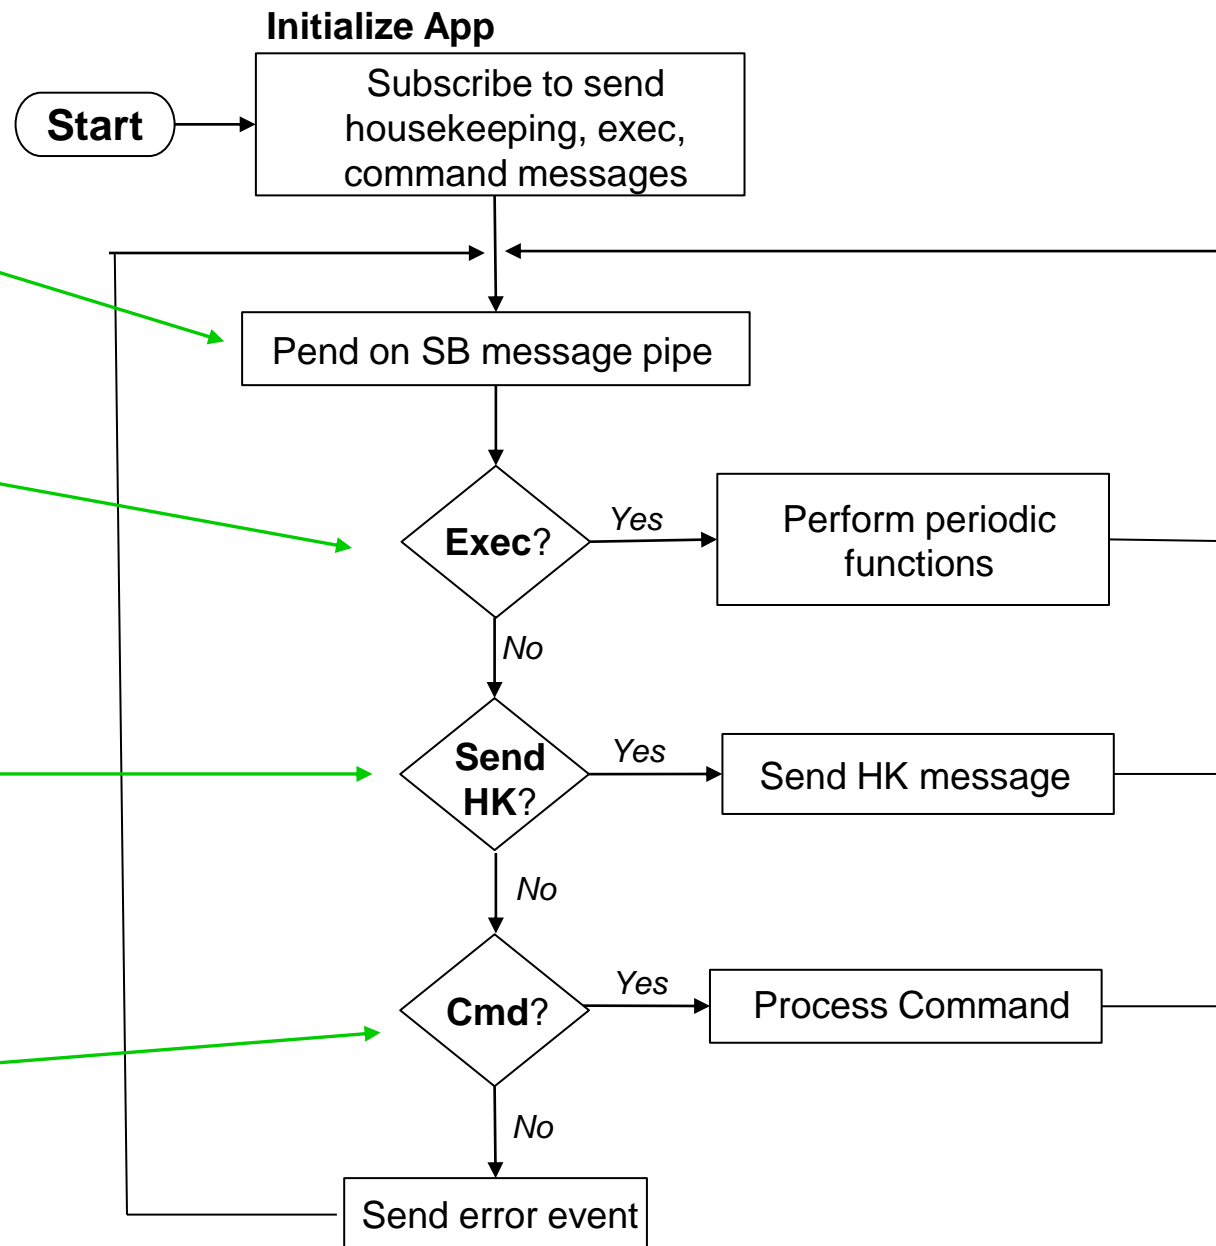 Initialize App
Start
Subscribe to send
housekeeping, exec,
command messages
Pend on SB message pipe
Exec?
Yes
Perform periodic
functions
No
Send
HK?
Yes
Send HK message
No
Cmd?
Yes
Process Command
No
Send error event